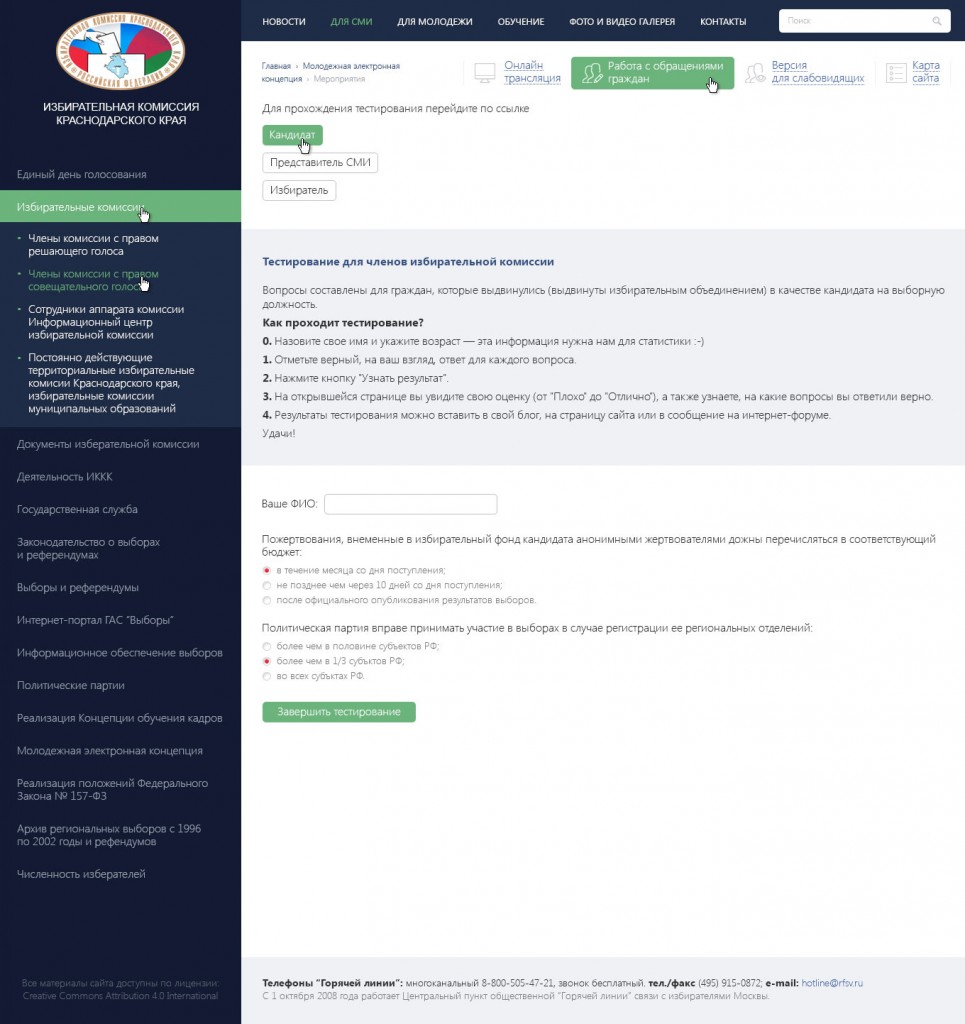 НОВОСТИ ДЛЯ СМИ ДЛЯ МОЛОДЕЖИ ОБУЧЕНИЕ ФОТО И ВИДЕО ГАЛЕРЕЯ КОНТАКТЫ Поиск
ИЗБИРАТЕЛЬНАЯ КОМИССИЯ КРАСНОДАРСКОГО КРАЯ
РОССИЙСКАЯ ФЕДЕРАЦИЯ
ИЗБИРАТЕЛЬНАЯ КОМИССИЯ
КРАСНОДАРСКОГО КРАЯ
Единый день голосования
Избирательные комиссии
Члены комиссии с правом
решающего голоса
Члены комиссии с правом
совещательного голоса
Сотрудники аппарата комиссии
Информационный центр
избирательной комиссии
Постоянно действующие
территориальные избирательные
комисии Краснодарского края,
избирательные комиссии
муниципальных образований
Документы изберательной комиссии
Деятельность ИККК
Государственная служба
Законодательство о выборах
и референдумах
Выборы и референдумы
Интернет-портал ГАС "Выборы"
Информационное обеспечение выборов
Политические партии
Реализация Концепции обучения кадров
Молодежная электронная концепция
Реализация положений Федерального
Закона № 157-ФЗ
Архив региональных выборов с 1996
по 2002 годы и рефендумов
Численность изберателей
Все материалы сайта доступны по лицензии:
Creative Commons Attribution 4.0 International
Главная › Молодежная электронная
концепция › Мероприятия
Онлайн
трансляция
Работа с обращениями
граждан
Версия
для слабовидящих
Карта
сайта
Для прохождения тестирования перейдите по ссылке
Кандидат
Представитель СМИ
Избиратель
Тестирование для членов избирательной комиссии
Вопросы составлены для граждан, которые выдвинулись (выдвинуты избирательным объединением) в качестве кандидата на выборную
должность.
Как проходит тестирование?
0. Назовите свое имя и укажите возраст — эта информация нужна нам для статистики :-)
1. Отметьте верный, на ваш взгляд, ответ для каждого вопроса.
2. Нажмите кнопку "Узнать результат".
3. На открывшейся странице вы увидите свою оценку (от "Плохо" до "Отлично"), а также узнаете, на какие вопросы вы ответили верно.
4. Результаты тестирования можно вставить в свой блог, на страницу сайта или в сообщение на интернет-форуме.
Удачи!
Ваше ФИО:
Пожертвования, внеменные в избирательный фонд кандидата анонимными жертвователями дожны перечисляться в соответствующий
бюджет:
в течение месяца со дня поступления;
не позднее чем через 10 дней со дня поступления;
после официального опубликования результатов выборов.
Политическая партия вправе принимать участие в выборах в случае регистрации ее региональных отделений:
более чем в половине субъектов РФ;
более чем в 1/3 субъктов РФ;
во всех субъктах РФ.
Завершить тестирование
Телефоны "Горячей линии": многоканальный 8-800-505-47-21, звонок бесплатный. тел./факс (495) 915-0872; e-mail: hotline@rfsv.ru
С 1 октября 2008 года работает Центральный пункт общественной "Горячей линии" связи с избирателями Москвы.